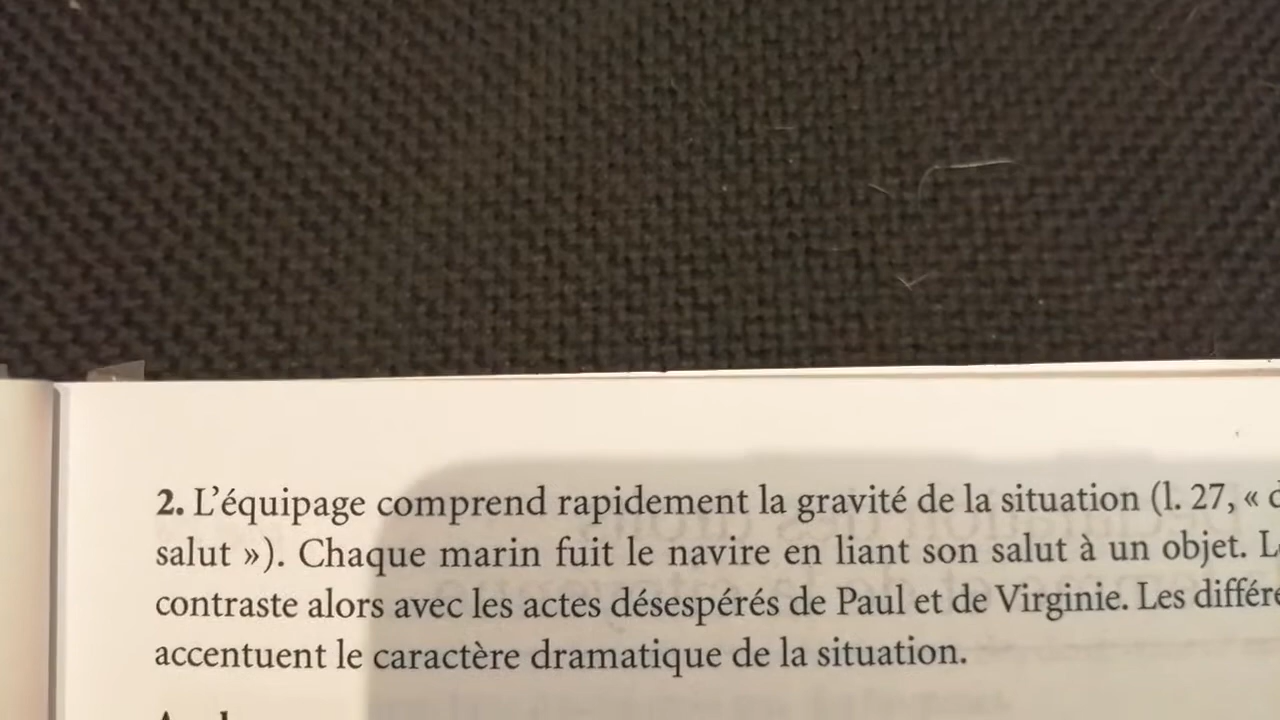 2. L’équipage comprend rapidement la gravité de la situation (l. 27, «
salut »). Chaque marin fuit le navire en liant son salut à un objet.
contraste alors avec les actes désespérés de Paul et de Virginie. Les
accentuent le caractère dramatique de la situation.